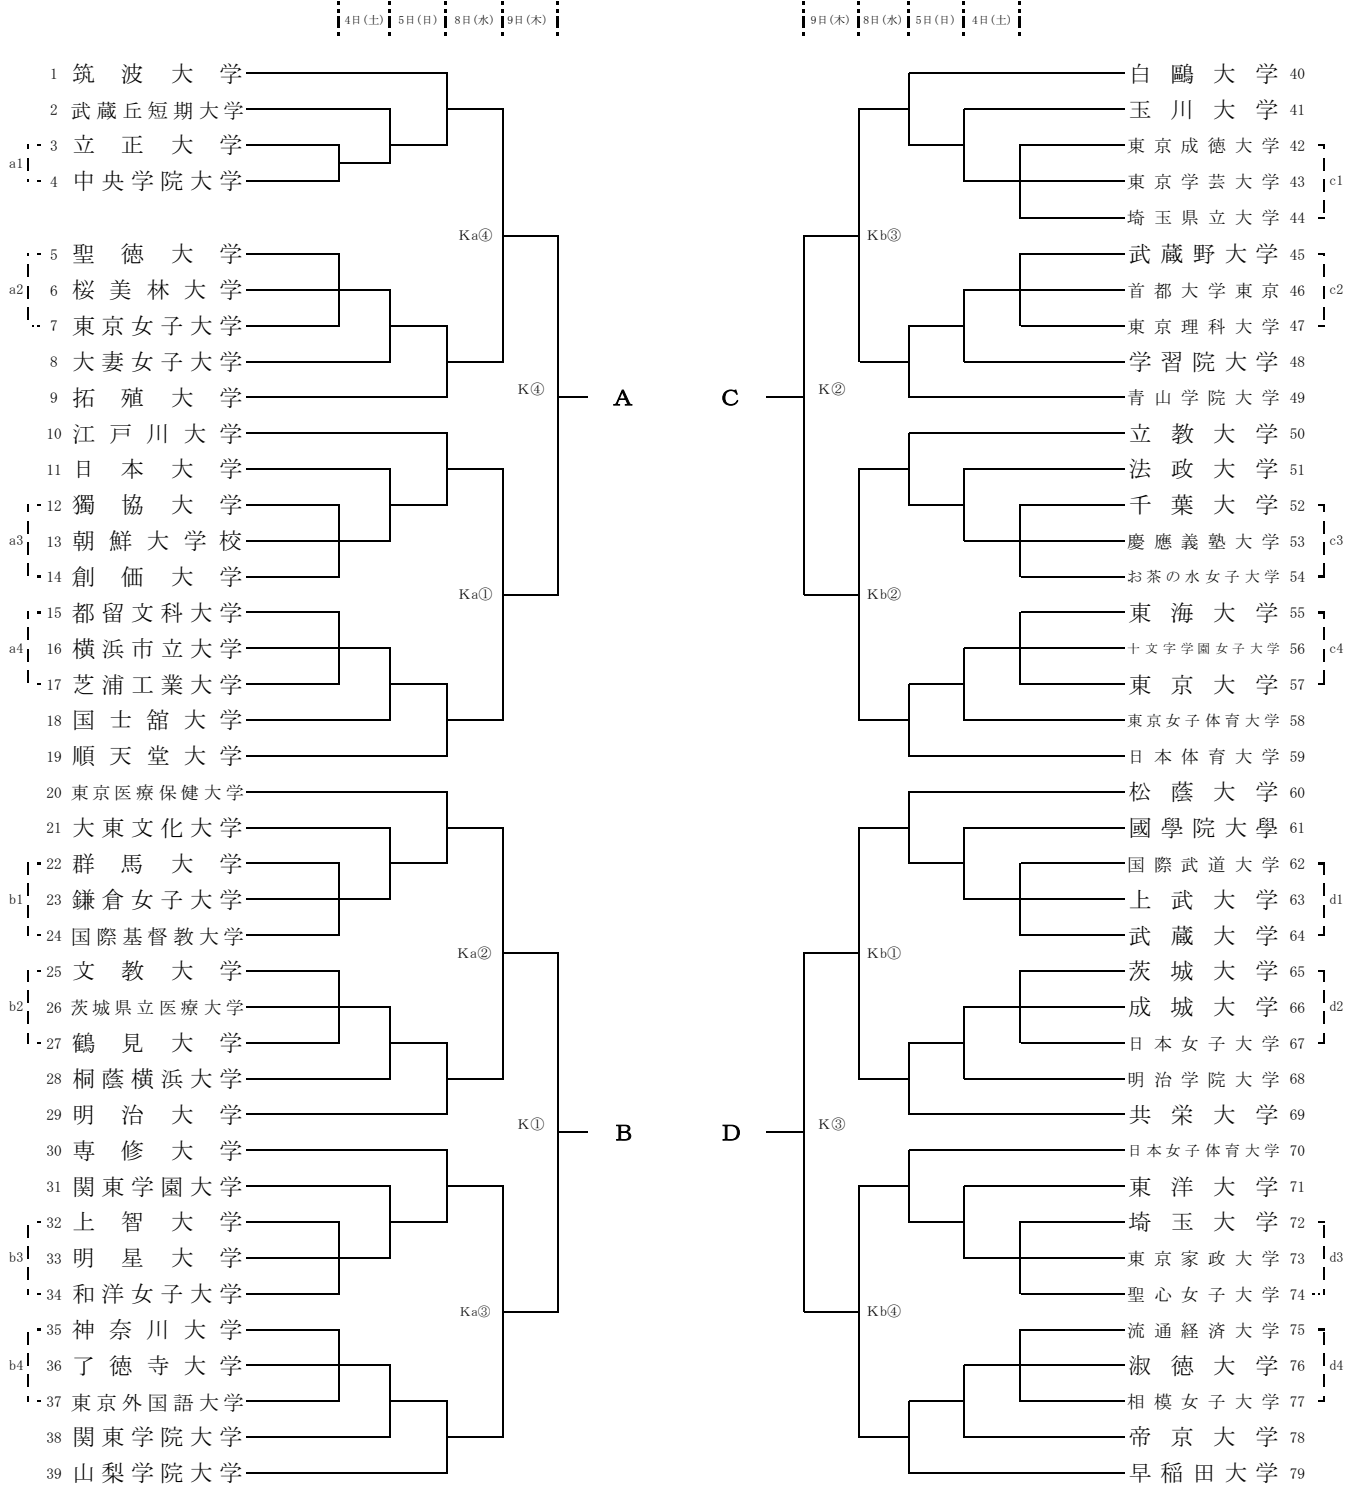 4日(土) 5日(日) 8日(水) 9日(木)
9日(木) 8日(水) 5日(日) 4日(土)
1 筑波大学
2 武蔵丘短期大学
3 立正大学
a1
4 中央学院大学
5 聖徳大学
a2
6 桜美林大学
7 東京女子大学
8 大妻女子大学
9 拓殖大学
10 江戸川大学
11 日本大学
12 獨協大学
a3
13 朝鮮大学校
14 創価大学
15 都留文科大学
a4
16 横浜市立大学
17 芝浦工業大学
18 国士舘大学
19 順天堂大学
Ka④
K④
Ka①
A
20 東京医療保健大学
21 大東文化大学
22 群馬大学
b1
23 鎌倉女子大学
24 国際基督教大学
25 文教大学
b2
26 茨城県立医療大学
27 鶴見大学
28 桐蔭横浜大学
29 明治大学
30 専修大学
31 関東学園大学
32 上智大学
b3
33 明星大学
34 和洋女子大学
35 神奈川大学
b4
36 了徳寺大学
37 東京外国語大学
38 関東学院大学
39 山梨学院大学
Ka②
K①
Ka③
B
白鷗大学 40
玉川大学 41
東京成徳大学 42
東京学芸大学 43
c1
埼玉県立大学 44
武蔵野大学 45
首都大学東京 46
c2
東京理科大学 47
学習院大学 48
青山学院大学 49
立教大学 50
法政大学 51
千葉大学 52
慶應義塾大学 53
c3
お茶の水女子大学 54
東海大学 55
十文字学園女子大学 56
c4
東京大学 57
東京女子体育大学 58
日本体育大学 59
Kb③
K②
Kb②
C
松蔭大学 60
國學院大學 61
国際武道大学 62
上武大学 63
d1
武蔵大学 64
茨城大学 65
成城大学 66
d2
日本女子大学 67
明治学院大学 68
共栄大学 69
日本女子体育大学 70
東洋大学 71
埼玉大学 72
東京家政大学 73
d3
聖心女子大学 74
流通経済大学 75
淑徳大学 76
d4
相模女子大学 77
帝京大学 78
早稲田大学 79
Kb①
K③
Kb④
D